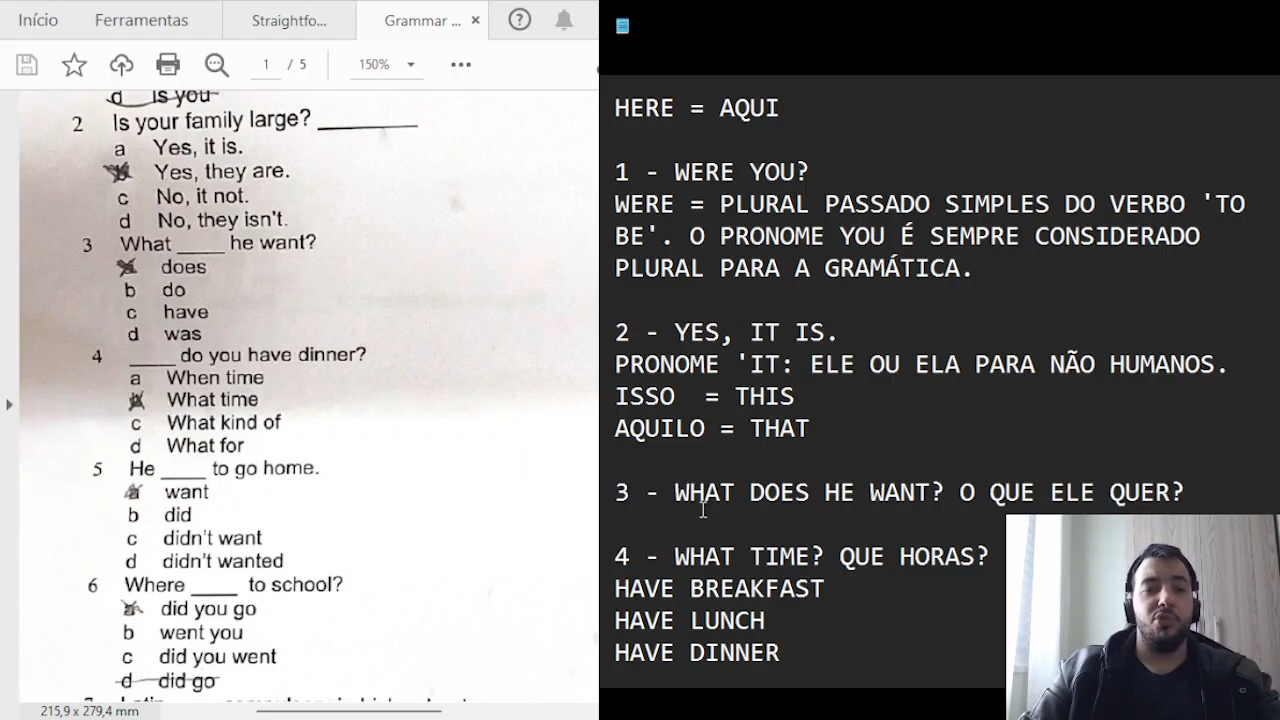 Início Ferramentas Straightfo... Grammar ... ×
1 / 5 150%
d is you
2 Is your family large? ________
a Yes, it is.
b Yes, they are.
c No, it not.
d No, they isn't.
3 What ____ he want?
a does
b do
c have
d was
4 ____ do you have dinner?
a When time
b What time
c What kind of
d What for
5 He ____ to go home.
a want
b did
c didn't want
d didn't wanted
6 Where ____ to school?
a did you go
b went you
c did you went
d did go
215,9 x 279,4 mm
HERE = AQUI
1 - WERE YOU?
WERE = PLURAL PASSADO SIMPLES DO VERBO 'TO
BE'. O PRONOME YOU É SEMPRE CONSIDERADO
PLURAL PARA A GRAMÁTICA.
2 - YES, IT IS.
PRONOME 'IT: ELE OU ELA PARA NÃO HUMANOS.
ISSO = THIS
AQUILO = THAT
3 - WHAT DOES HE WANT? O QUE ELE QUER?
4 - WHAT TIME? QUE HORAS?
HAVE BREAKFAST
HAVE LUNCH
HAVE DINNER